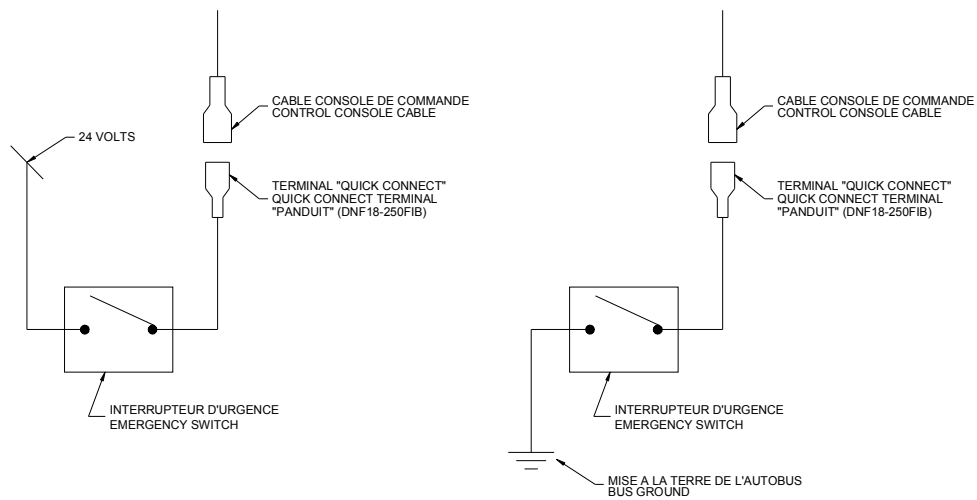 CABLE CONSOLE DE COMMANDE
CONTROL CONSOLE CABLE
24 VOLTS
TERMINAL "QUICK CONNECT"
QUICK CONNECT TERMINAL
"PANDUIT" (DNF18-250FIB)
INTERRUPTEUR D'URGENCE
EMERGENCY SWITCH
CABLE CONSOLE DE COMMANDE
CONTROL CONSOLE CABLE
TERMINAL "QUICK CONNECT"
QUICK CONNECT TERMINAL
"PANDUIT" (DNF18-250FIB)
INTERRUPTEUR D'URGENCE
EMERGENCY SWITCH
MISE A LA TERRE DE L'AUTOBUS
BUS GROUND